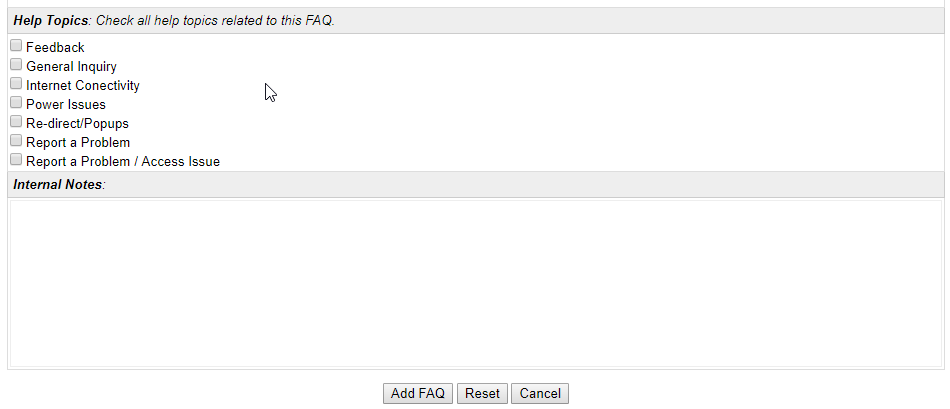 Help Topics: Check all help topics related to this FAQ.
Feedback
General Inquiry
Internet Conectivity
Power Issues
Re-direct/Popups
Report a Problem
Report a Problem / Access Issue
Internal Notes:
Add FAQ Reset Cancel